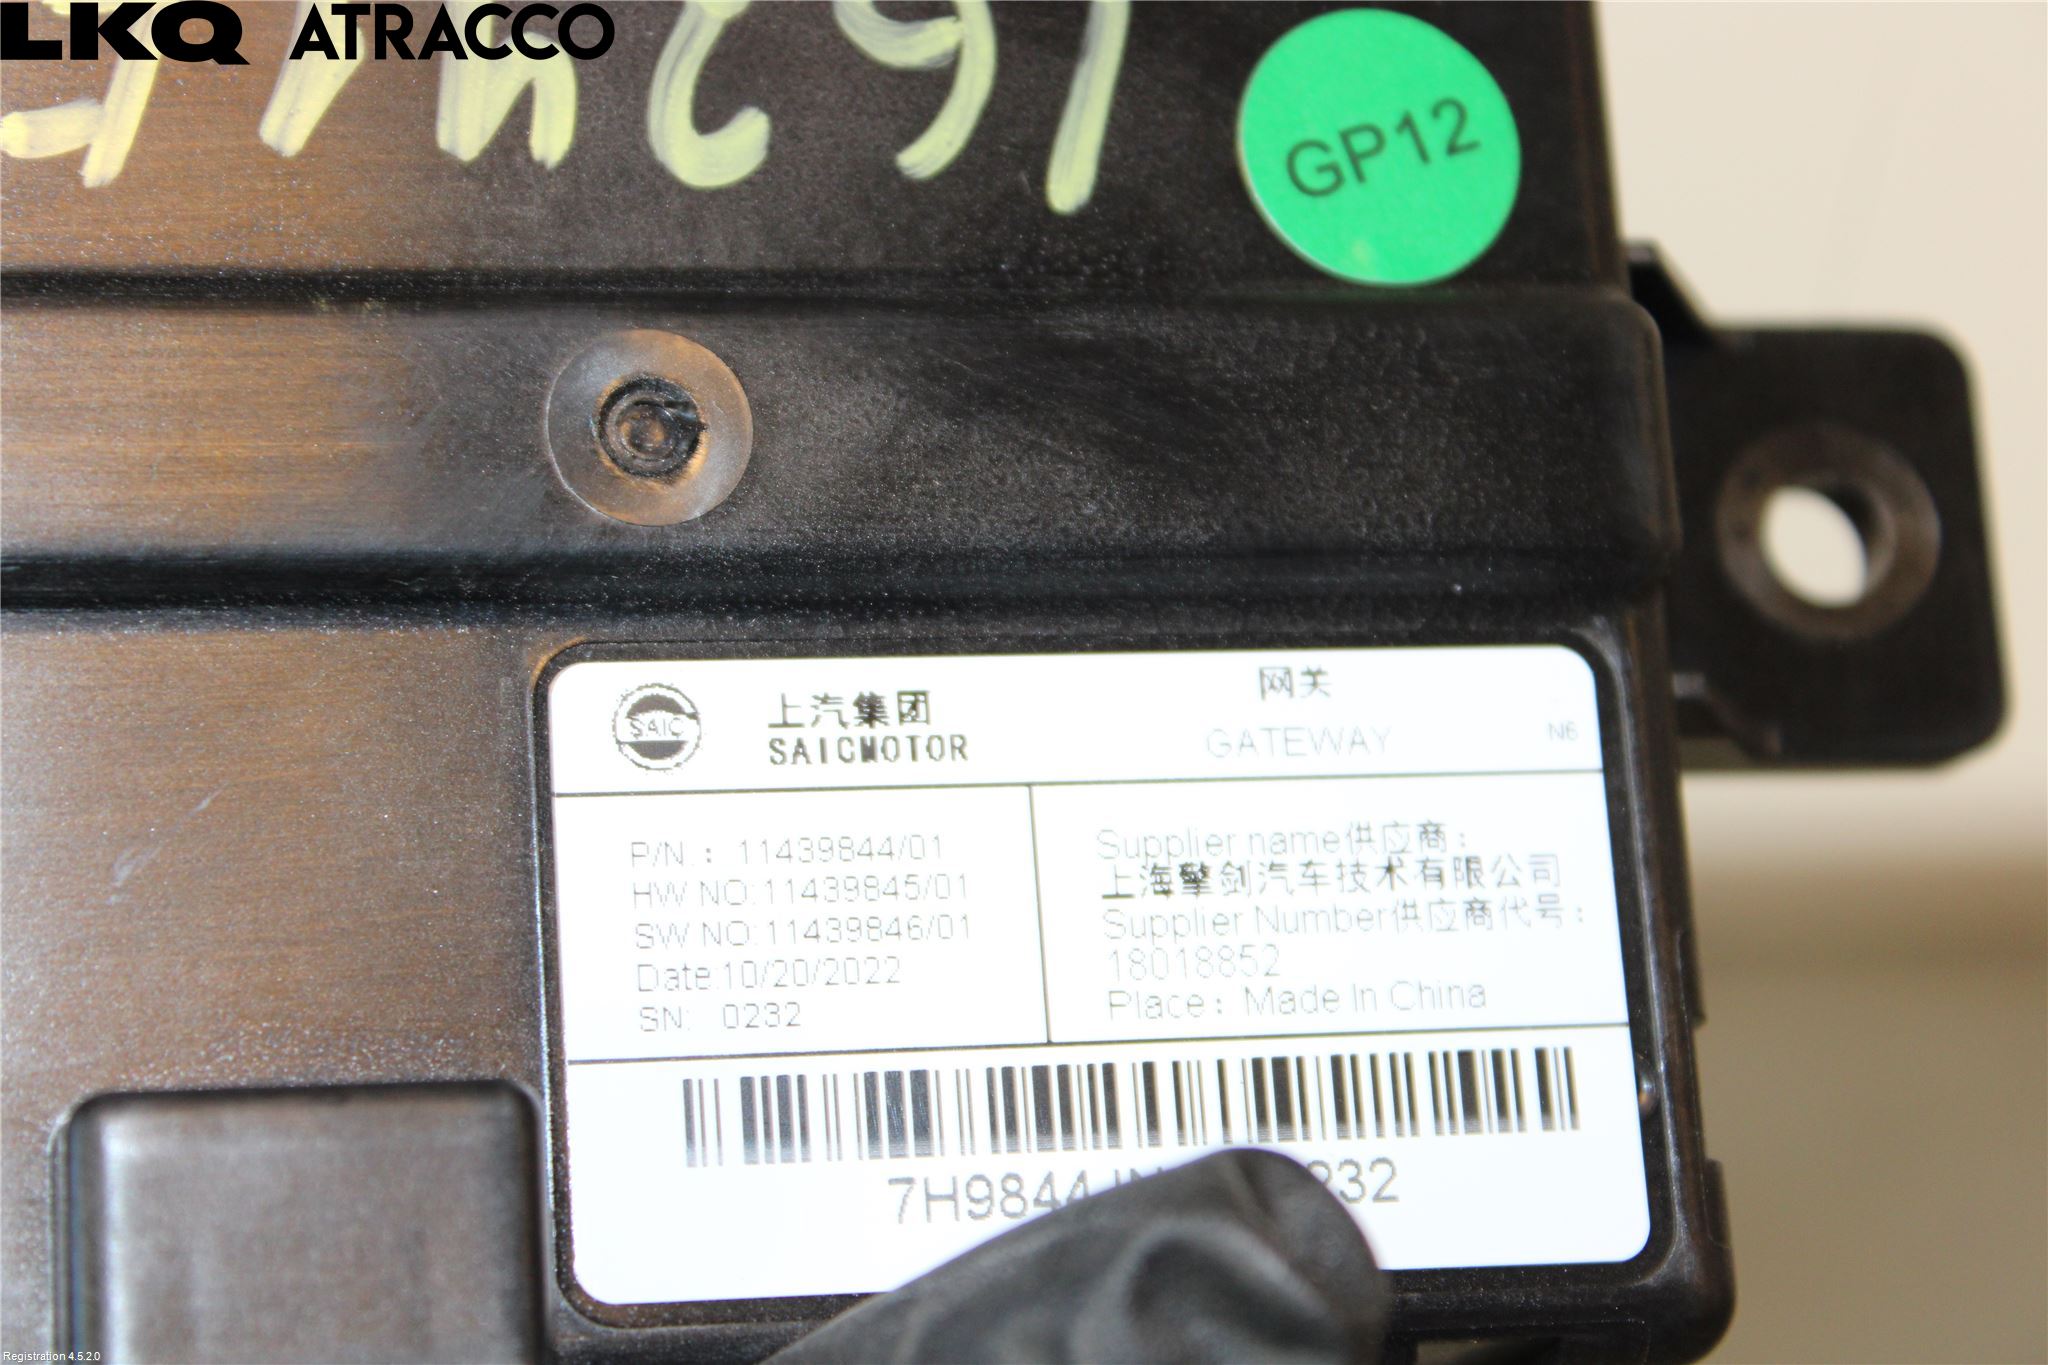 LKQ ATRACCO
GP12
SAIC
上汽集团
SAICMOTOR
网关
GATEWAY
N6
P/N.: 11439844/01
HW NO:11439845/01
SW NO:11439846/01
Date:10/20/2022
SN: 0232
Supplier name供应商:
上海擎剑汽车技术有限公司
Supplier Number供应商代号:
18018852
Place: Made In China
7H9844 232
Registration 4.5.2.0